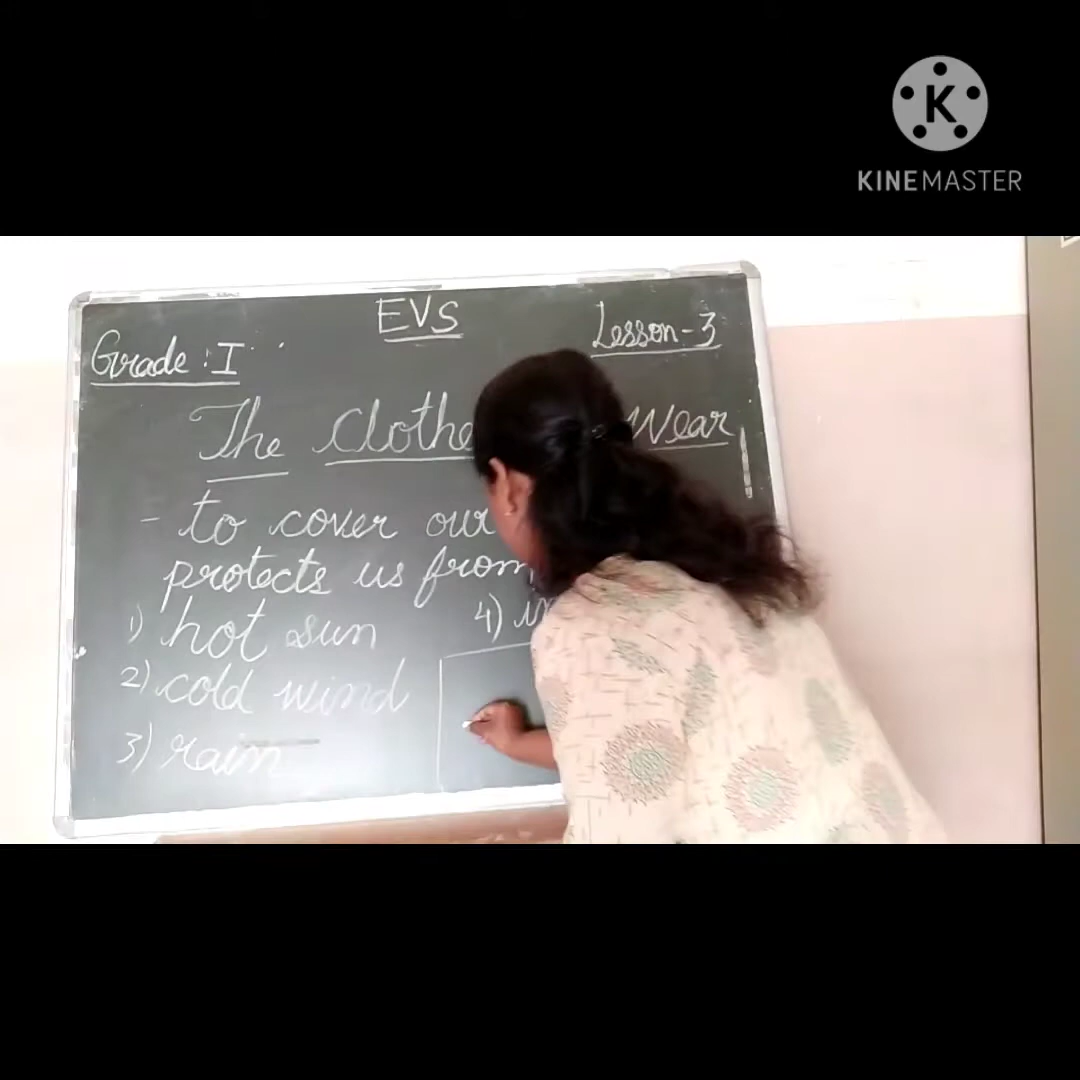 KINEMASTER
EVS
Grade : I
Lesson - 3
The Clothe Wear
- to cover our
protects us from
1) hot sun
4)
2) cold wind
3) rain